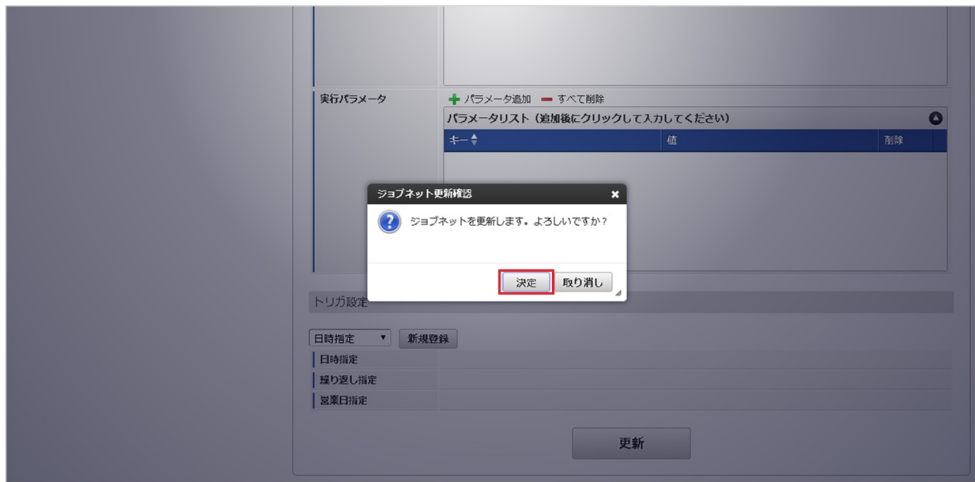 実行パラメータ
パラメータ追加 すべて削除
パラメータリスト（追加後にクリックして入力してください）
キー 値 削除
ジョブネット更新確認
ジョブネットを更新します。よろしいですか？
決定 取り消し
トリガ設定
日時指定 新規登録
日時指定
繰り返し指定
営業日指定
更新